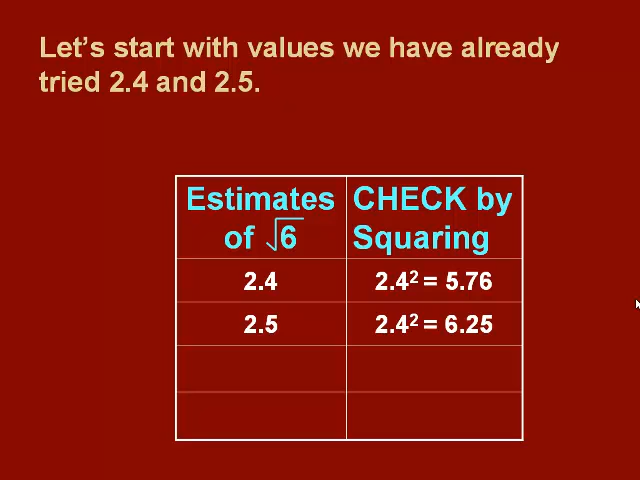 Let's start with values we have already
tried 2.4 and 2.5.
Estimates
of √6
CHECK by
Squaring
2.4
2.4² = 5.76
2.5
2.4² = 6.25